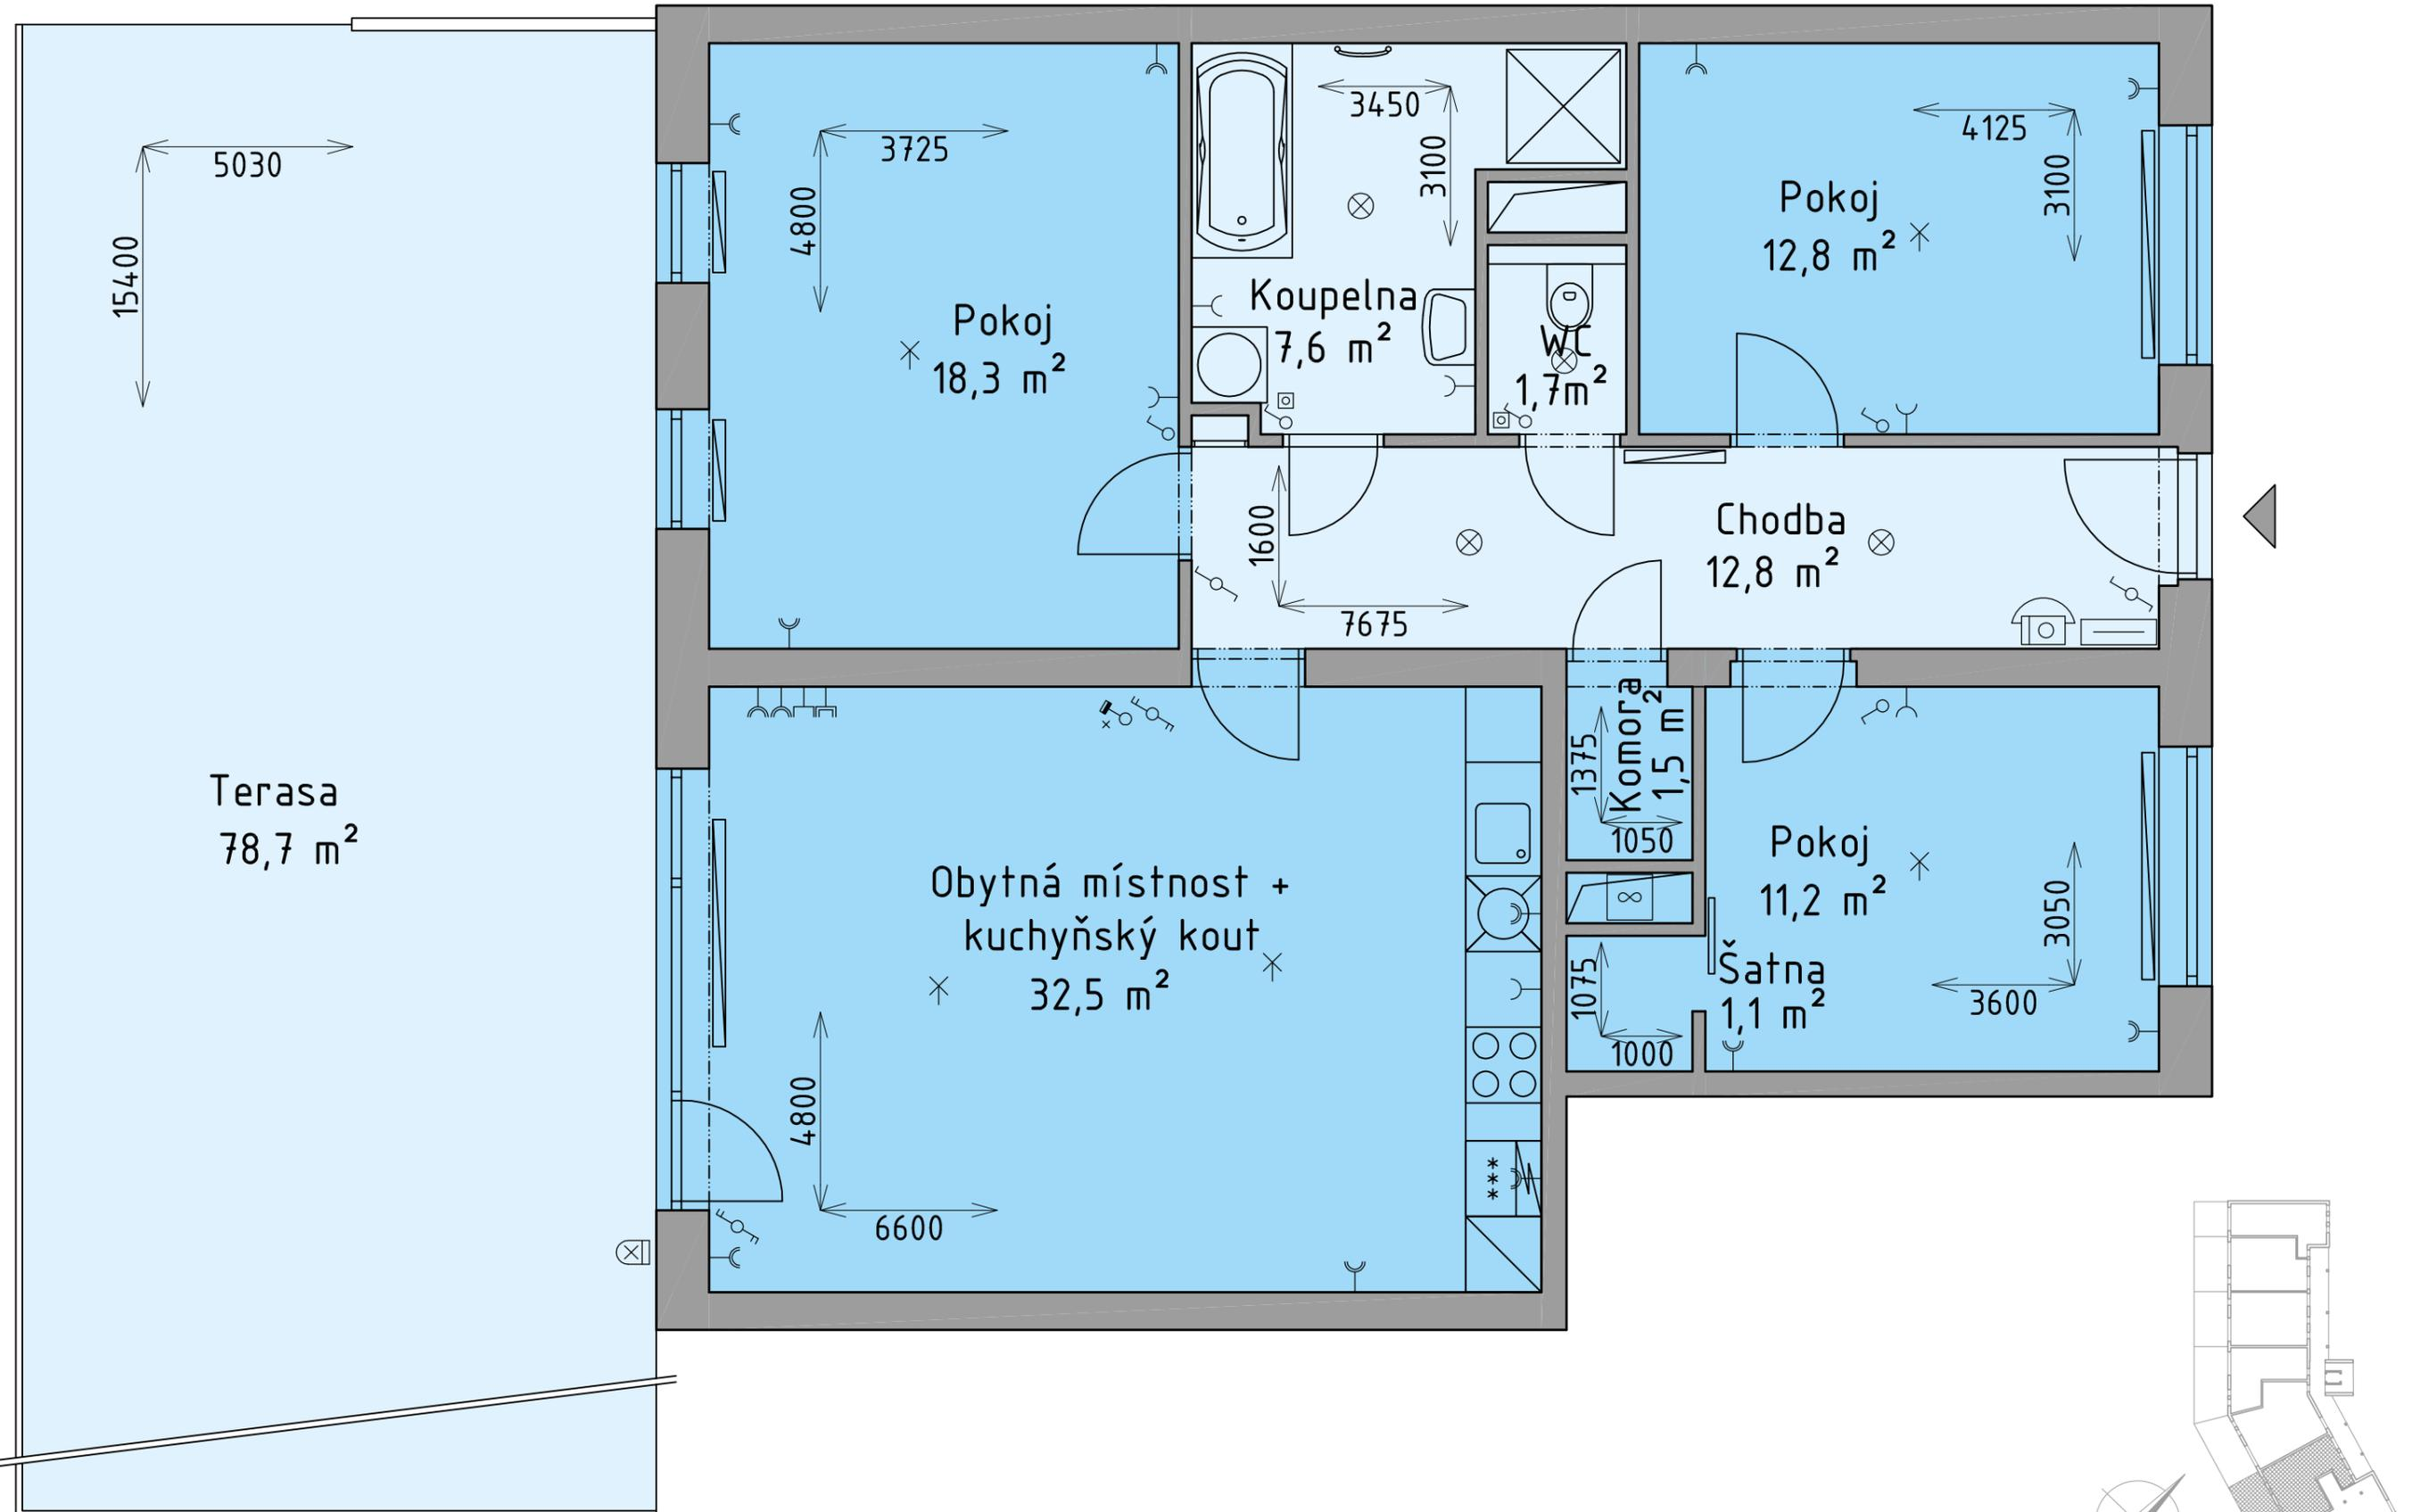 5030
15400
Terasa
78,7 m²
3725
4800
Pokoj
18,3 m²
3450
3100
Koupelna
7,6 m²
WC
1,7m²
4125
3100
Pokoj
12,8 m²
Chodba
12,8 m²
1600
7675
Obytná místnost +
kuchyňský kout
32,5 m²
4800
6600
***
Komora
1,5 m²
1375
1050
∞
Pokoj
11,2 m²
3050
3600
Šatna
1,1 m²
1075
1000